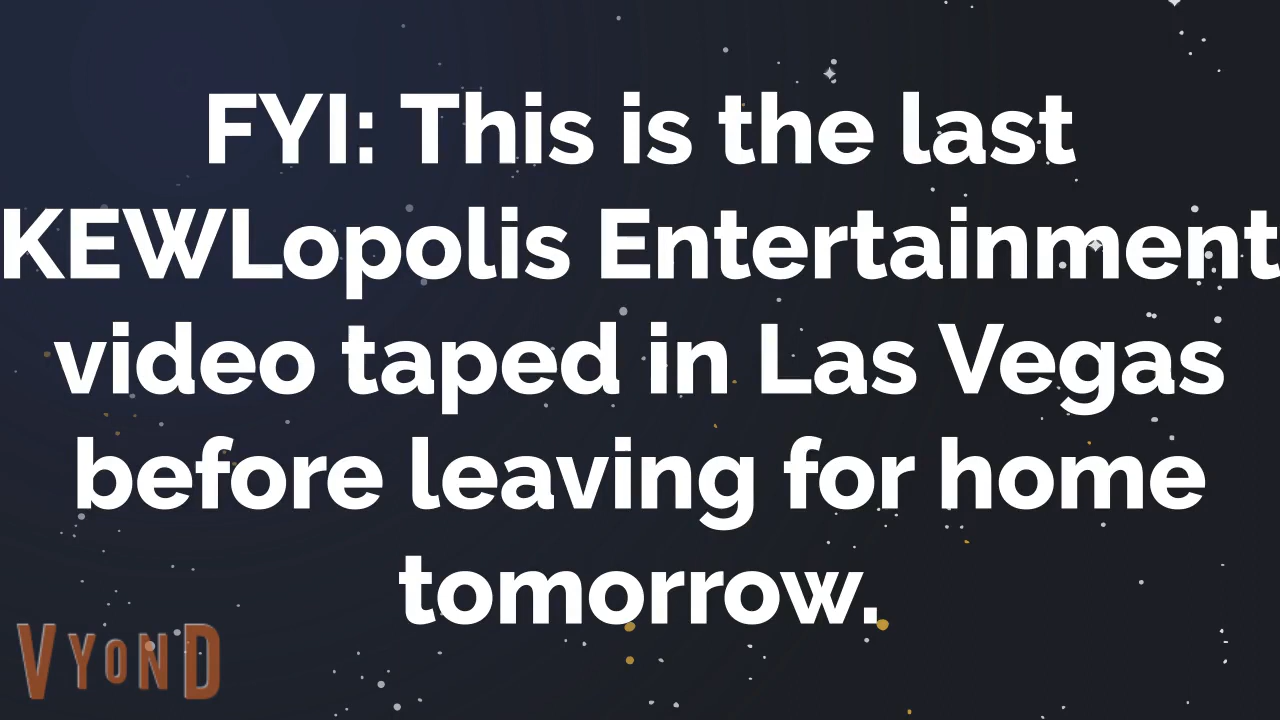 FYI: This is the last
KEWLopolis Entertainment
video taped in Las Vegas
before leaving for home
tomorrow.
VYOND